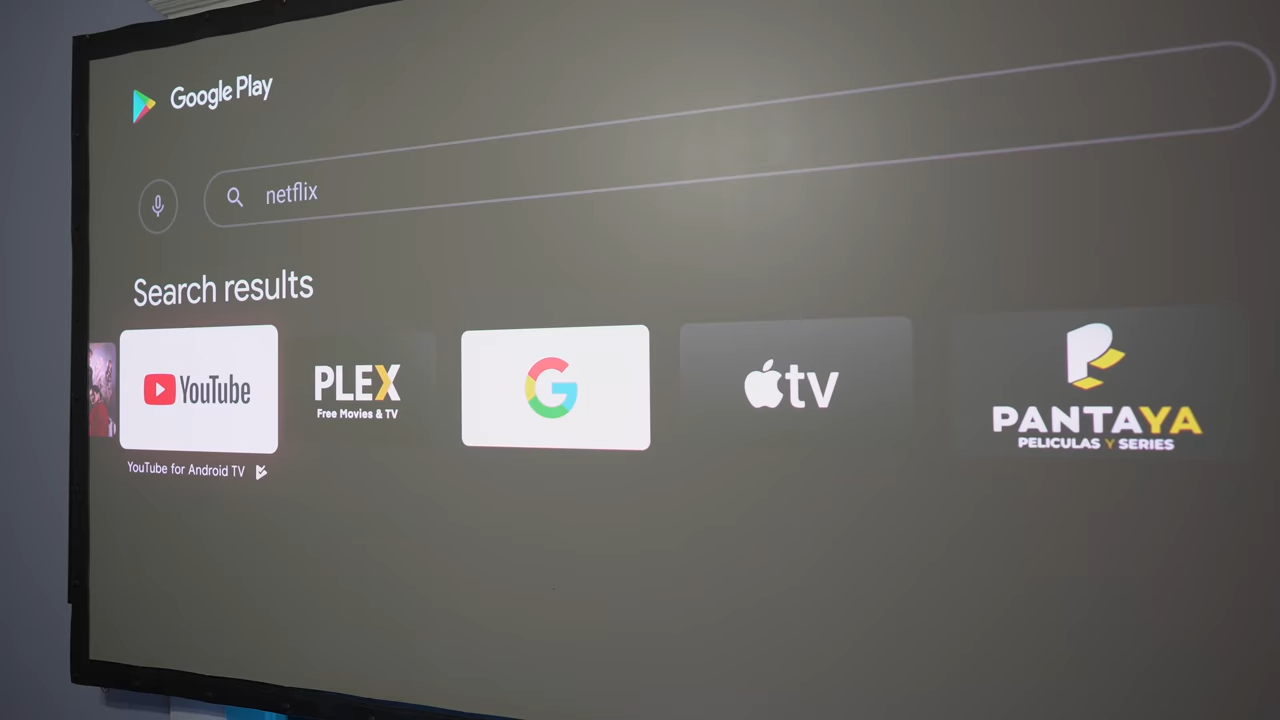 Google Play
netflix
Search results
YouTube
YouTube for Android TV
PLEX
Free Movies & TV
G
tv
PANTAYA
PELICULAS Y SERIES